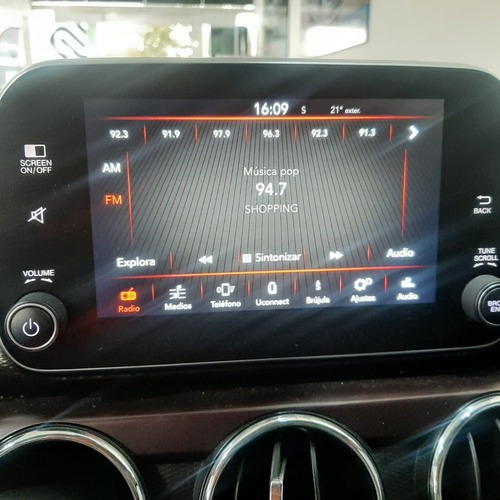 16:09 S 21° exter.
92.3 91.9 97.9 96.3 92.3 91.3
SCREEN
ON/OFF
AM
FM
Música pop
94.7
SHOPPING
BACK
TUNE
SCROLL
Explora Sintonizar Audio
VOLUME
Radio Medios Teléfono Uconnect Brújula Ajustes Audio